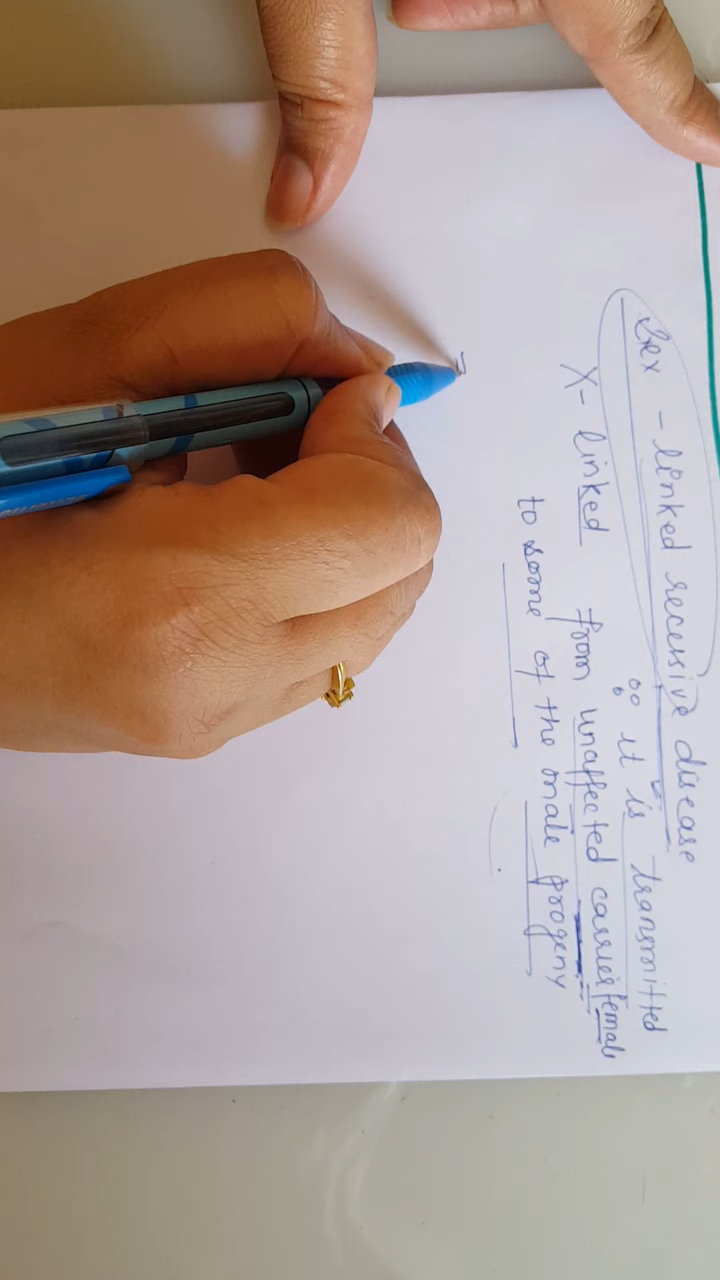 Sex - linked recessive disease
∴ it is transmitted
X- linked from unaffected carrier female
to some of the male progeny